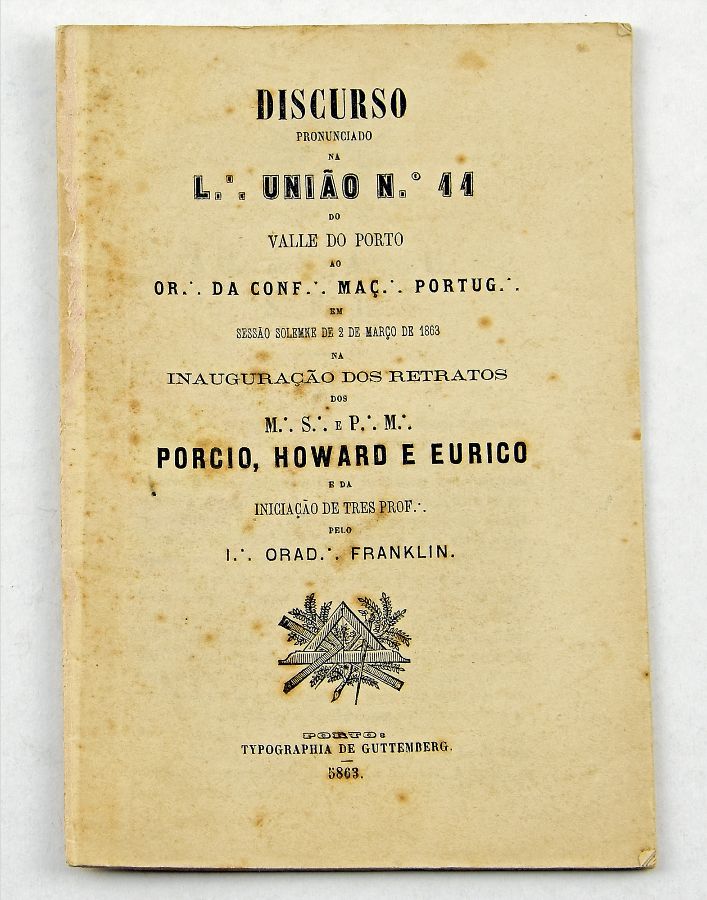 DISCURSO
PRONUNCIADO
NA
L.∴ UNIÃO N.º 11
DO
VALLE DO PORTO
AO
OR.∴ DA CONF.∴ MAÇ.∴ PORTUG.∴
EM
SESSÃO SOLEMNE DE 2 DE MARÇO DE 1863
NA
INAUGURAÇÃO DOS RETRATOS
DOS
M.∴ S.∴ E P.∴ M.∴
PORCIO, HOWARD E EURICO
E DA
INICIAÇÃO DE TRES PROF.∴
PELO
I.∴ ORAD.∴ FRANKLIN.
PORTO:
TYPOGRAPHIA DE GUTTEMBERG.
5863.